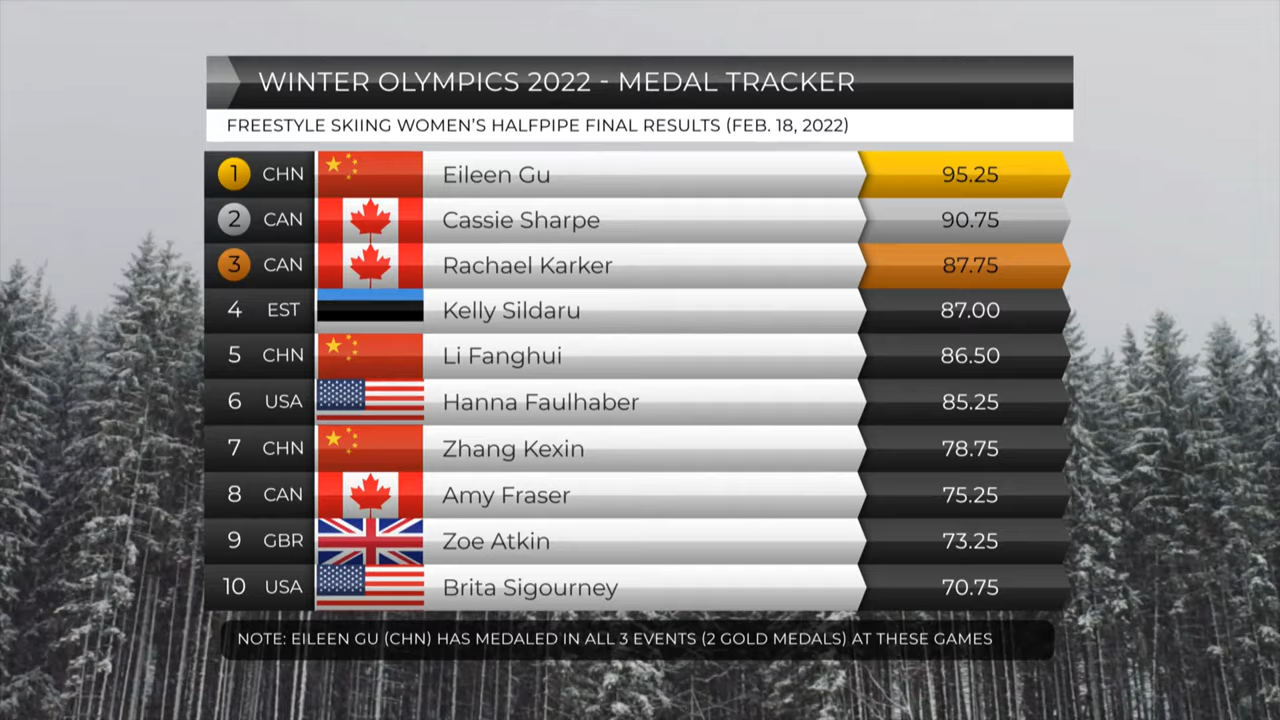 WINTER OLYMPICS 2022 - MEDAL TRACKER
FREESTYLE SKIING WOMEN'S HALFPIPE FINAL RESULTS (FEB. 18, 2022)
1 CHN Eileen Gu 95.25
2 CAN Cassie Sharpe 90.75
3 CAN Rachael Karker 87.75
4 EST Kelly Sildaru 87.00
5 CHN Li Fanghui 86.50
6 USA Hanna Faulhaber 85.25
7 CHN Zhang Kexin 78.75
8 CAN Amy Fraser 75.25
9 GBR Zoe Atkin 73.25
10 USA Brita Sigourney 70.75
NOTE: EILEEN GU (CHN) HAS MEDALED IN ALL 3 EVENTS (2 GOLD MEDALS) AT THESE GAMES